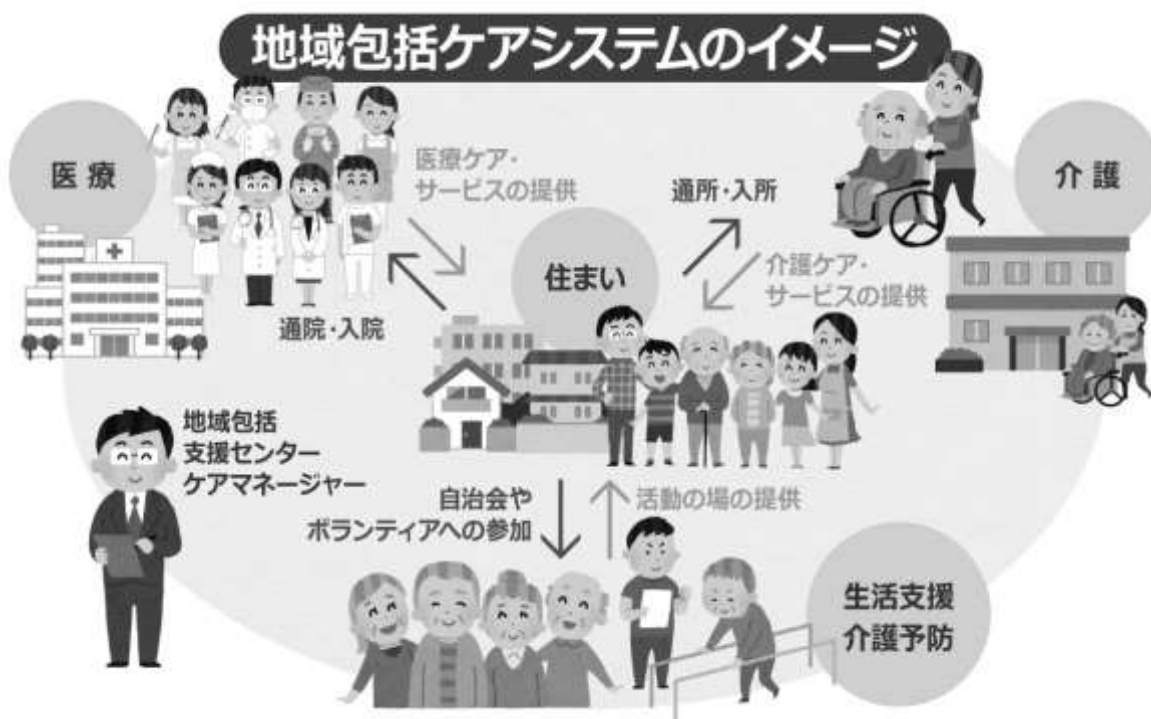 地域包括ケアシステムのイメージ
医療
医療ケア・
サービスの提供
通所・入所
介護
住まい
介護ケア・
サービスの提供
通院・入院
地域包括
支援センター
ケアマネージャー
自治会や
ボランティアへの参加
活動の場の提供
生活支援
介護予防